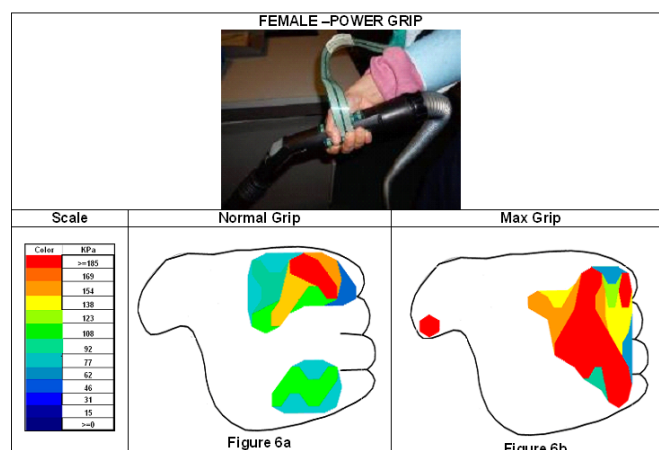 FEMALE –POWER GRIP
Scale
Normal Grip
Max Grip
Color KPa
>=185
169
154
138
123
108
92
77
62
46
31
15
>=0
Figure 6a
Figure 6b